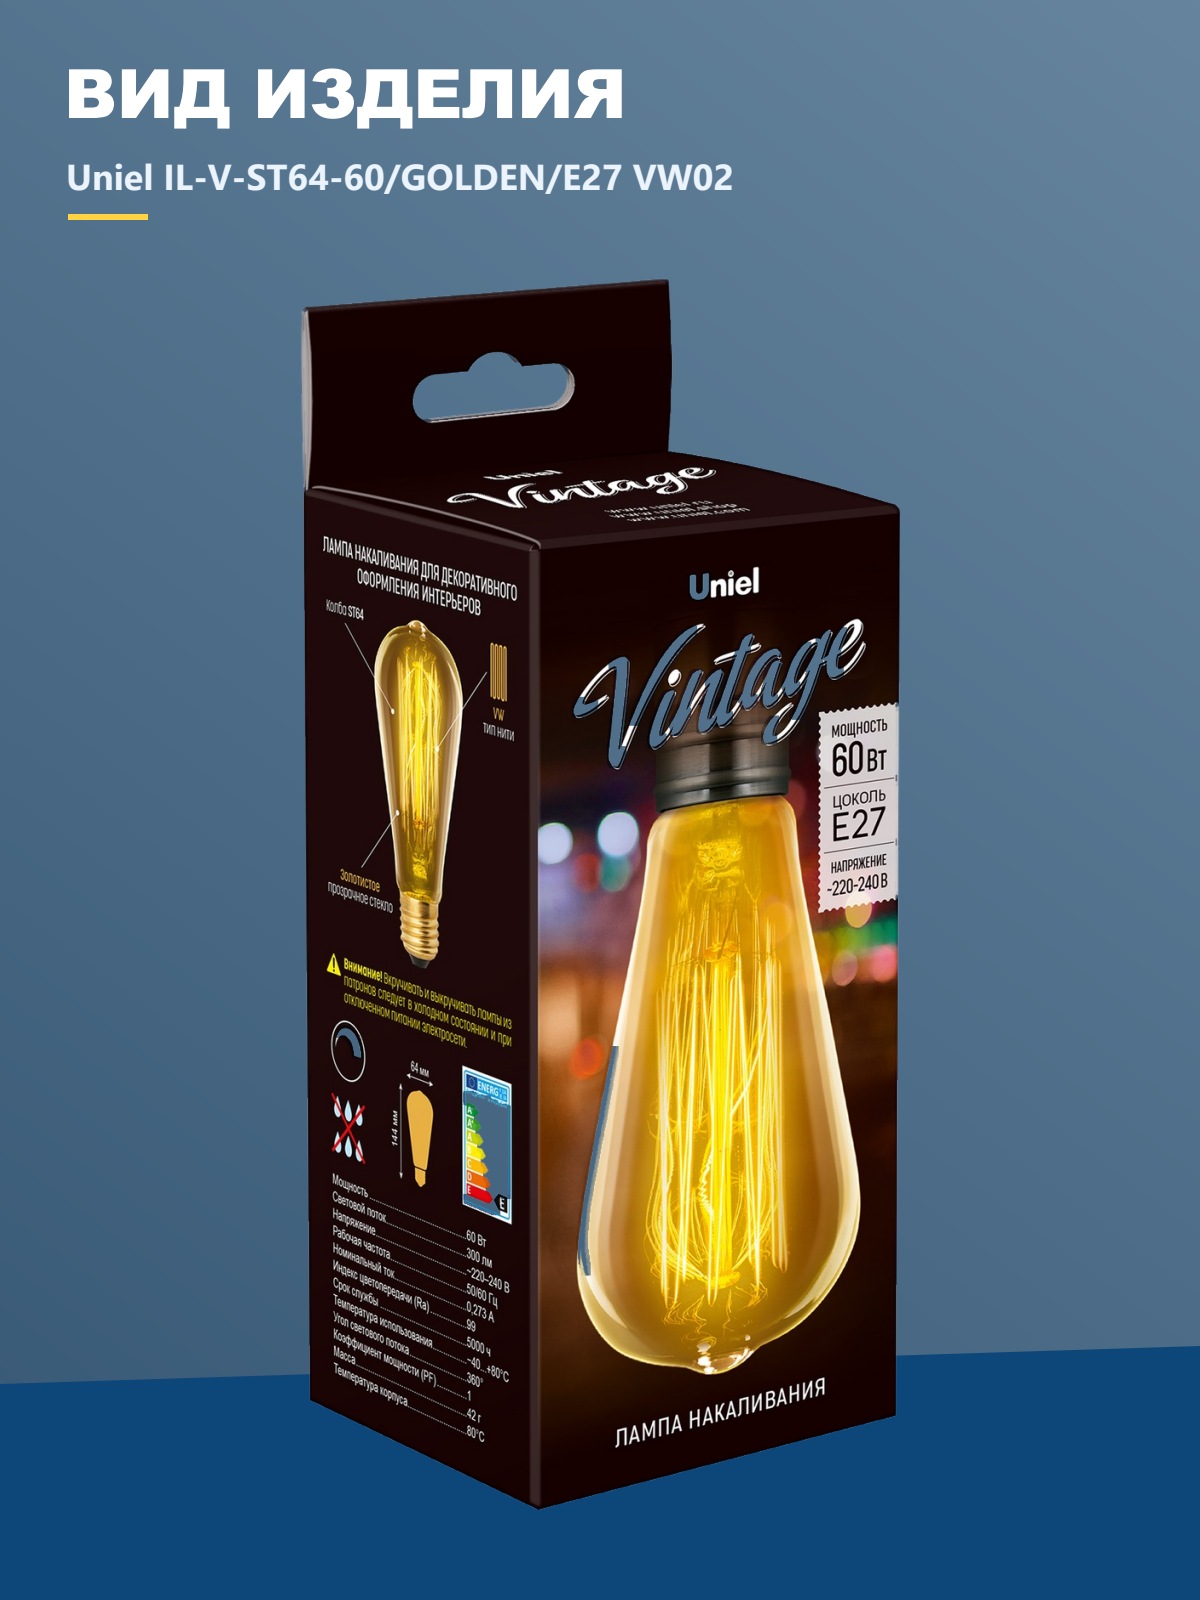 ВИД ИЗДЕЛИЯ
Uniel IL-V-ST64-60/GOLDEN/E27 VW02
Uniel
Vintage
www.uniel.ru
ЛАМПА НАКАЛИВАНИЯ ДЛЯ ДЕКОРАТИВНОГО
ОФОРМЛЕНИЯ ИНТЕРЬЕРОВ
Колба ST64
VW
ТИП НИТИ
Золотистое
прозрачное стекло
Внимание! Вкручивать и выкручивать лампы из
патронов следует в холодном состоянии и при
отключенном питании электросети.
64 мм
144 мм
ENERG
A
A
A
D
E
E
Мощность 60 Вт
Световой поток 300 лм
Напряжение ~220-240 В
Рабочая частота 50/60 Гц
Номинальный ток 0,273 А
Индекс цветопередачи (Ra) 99
Срок службы 5000 ч
Температура использования -40...+80°C
Угол светового потока 360°
Коэффициент мощности (PF) 1
Масса 42 г
Температура корпуса 80°C
Uniel
Vintage
МОЩНОСТЬ
60 Вт
ЦОКОЛЬ
E27
НАПРЯЖЕНИЕ
~220-240 В
ЛАМПА НАКАЛИВАНИЯ